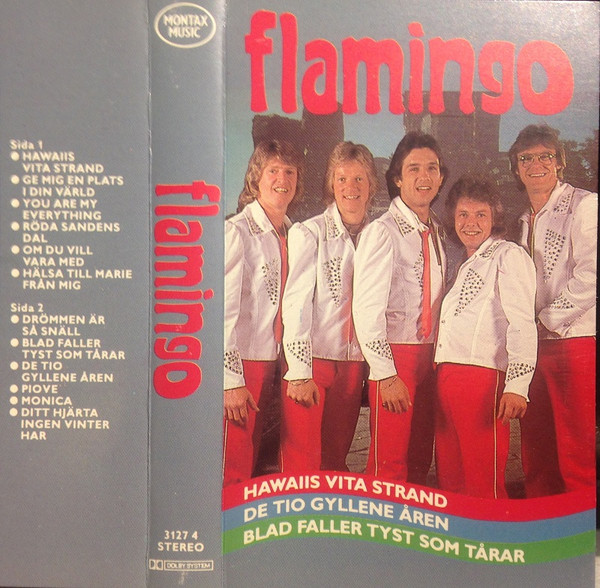 Sida 1
● HAWAIIS
VITA STRAND
● GE MIG EN PLATS
I DIN VÄRLD
● YOU ARE MY
EVERYTHING
● RÖDA SANDENS
DAL
● OM DU VILL
VARA MED
● HÄLSA TILL MARIE
FRÅN MIG
Sida 2
● DRÖMMEN ÄR
SÅ SNÄLL
● BLAD FALLER
TYST SOM TÅRAR
● DE TIO
GYLLENE ÅREN
● PIOVE
● MONICA
● DITT HJÄRTA
INGEN VINTER
HAR
MONTAX
MUSIC
flamingo
3127 4
STEREO
DOLBY SYSTEM
flamingo
HAWAIIS VITA STRAND
DE TIO GYLLENE ÅREN
BLAD FALLER TYST SOM TÅRAR